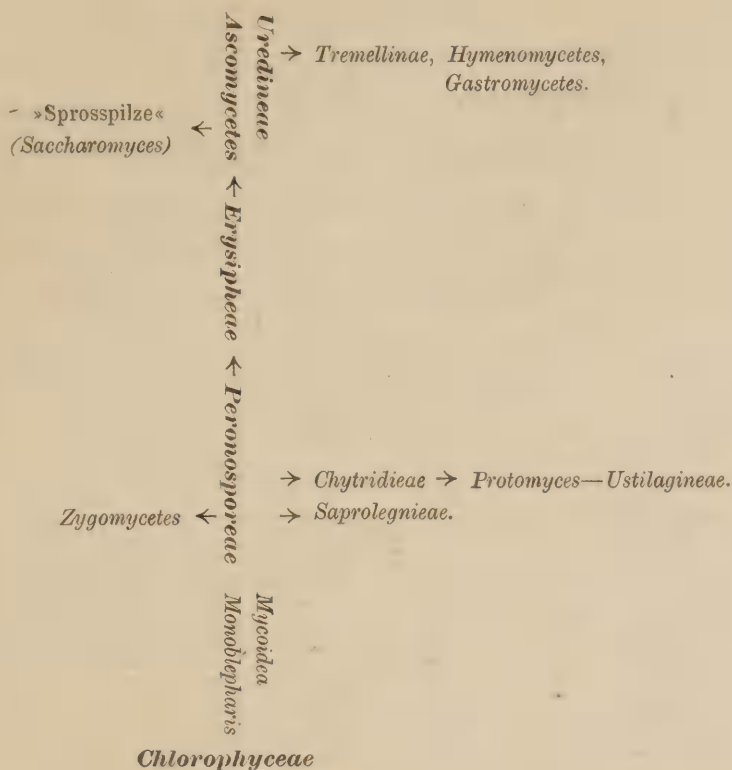 Uredineae
Ascomycetes
→ Tremellinae, Hymenomycetes,
Gastromycetes.
- »Sprosspilze« ←
(Saccharomyces)
↑
Erysipheae
↑
Peronosporeae
→ Chytridieae → Protomyces—Ustilagineae.
Zygomycetes ←
→ Saprolegnieae.
Mycoidea
Monoblepharis
Chlorophyceae